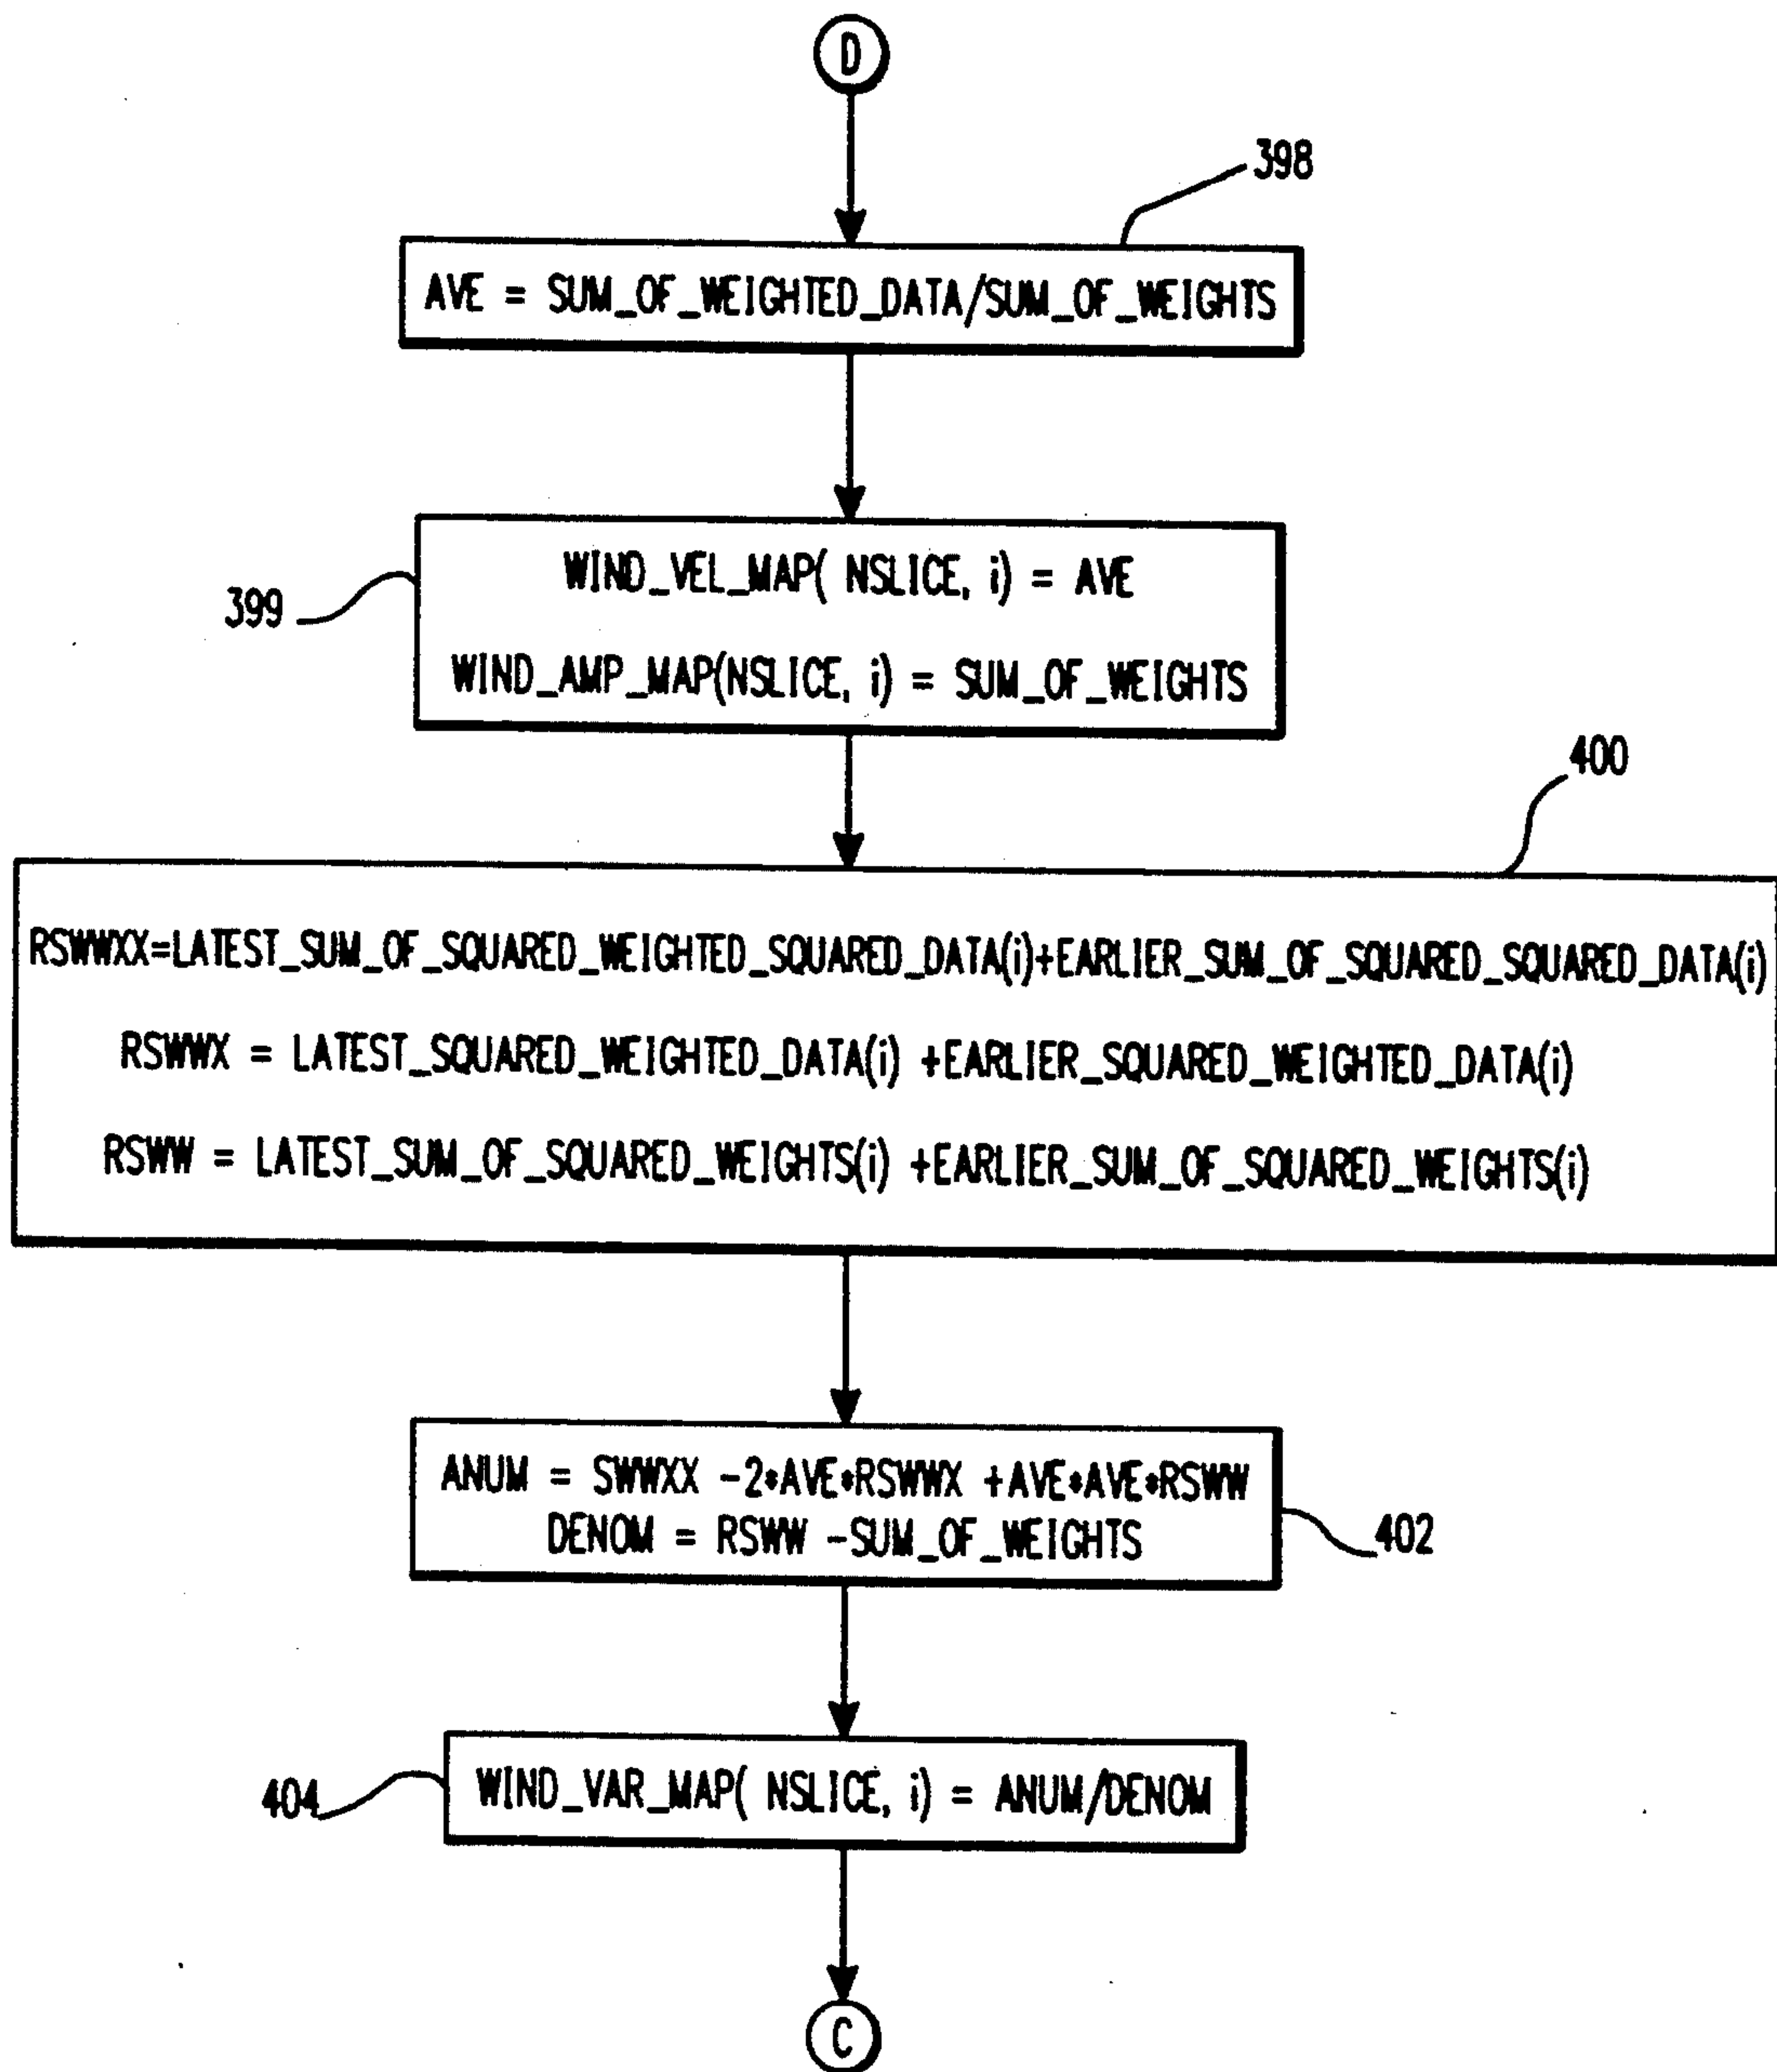 D
398
AVE = SUM_OF_WEIGHTED_DATA/SUM_OF_WEIGHTS
399
WIND_VEL_MAP( NSLICE, i) = AVE
WIND_AMP_MAP(NSLICE, i) = SUM_OF_WEIGHTS
400
RSWWXX=LATEST_SUM_OF_SQUARED_WEIGHTED_SQUARED_DATA(i)+EARLIER_SUM_OF_SQUARED_SQUARED_DATA(i)
RSWWX = LATEST_SQUARED_WEIGHTED_DATA(i) +EARLIER_SQUARED_WEIGHTED_DATA(i)
RSWW = LATEST_SUM_OF_SQUARED_WEIGHTS(i) +EARLIER_SUM_OF_SQUARED_WEIGHTS(i)
ANUM = SWWXX -2*AVE*RSWWX +AVE*AVE*RSWW
DENOM = RSWW -SUM_OF_WEIGHTS
402
404
WIND_VAR_MAP( NSLICE, i) = ANUM/DENOM
C